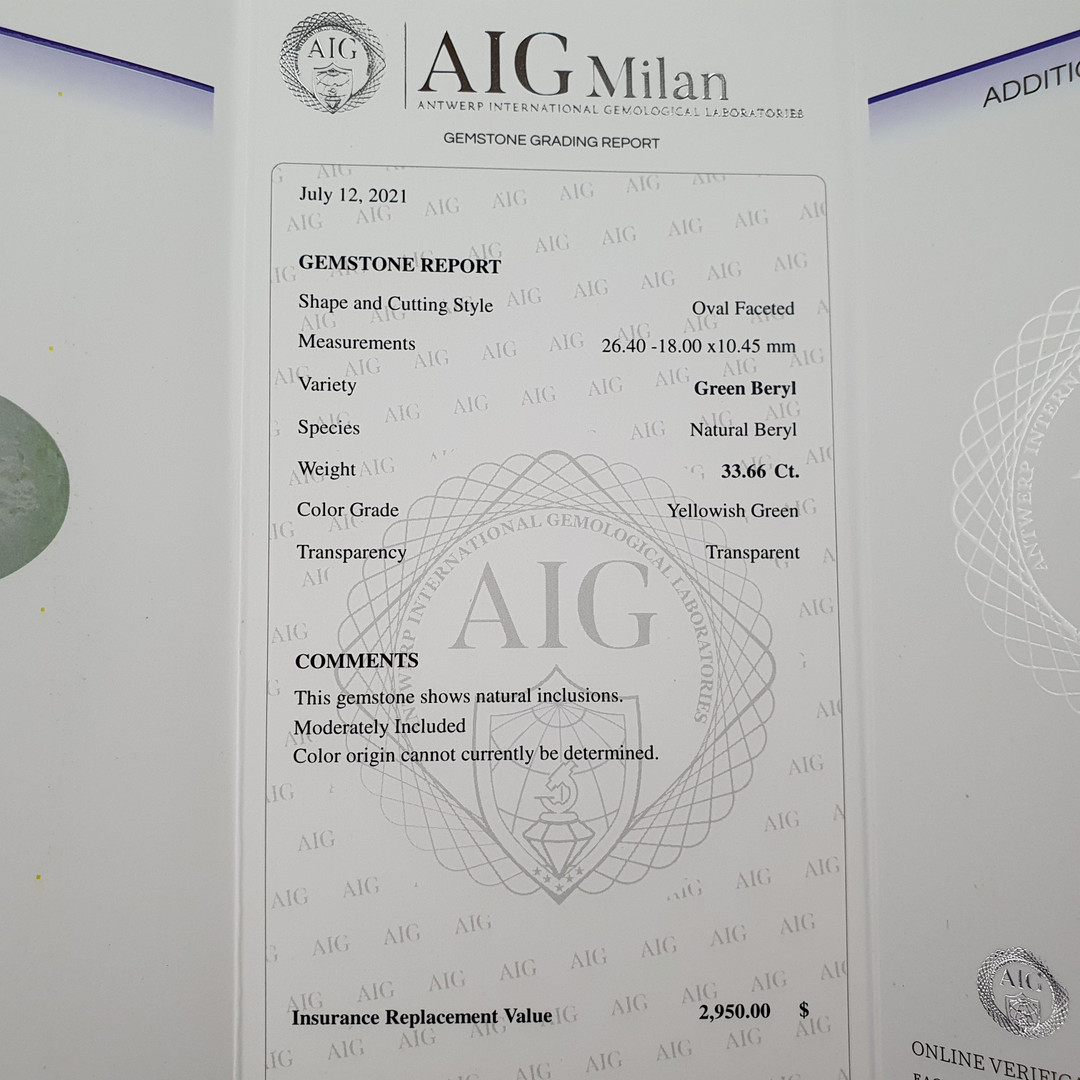 AIG
AIG Milan
ANTWERP INTERNATIONAL GEMOLOGICAL LABORATORIES
GEMSTONE GRADING REPORT
July 12, 2021
GEMSTONE REPORT
Shape and Cutting Style Oval Faceted
Measurements 26.40 -18.00 x10.45 mm
Variety Green Beryl
Species Natural Beryl
Weight 33.66 Ct.
Color Grade Yellowish Green
Transparency Transparent
ANTWERP INTERNATIONAL GEMOLOGICAL LABORATORIES
AIG
COMMENTS
This gemstone shows natural inclusions.
Moderately Included
Color origin cannot currently be determined.
Insurance Replacement Value 2,950.00 $
ANTWERP
AIG
ONLINE